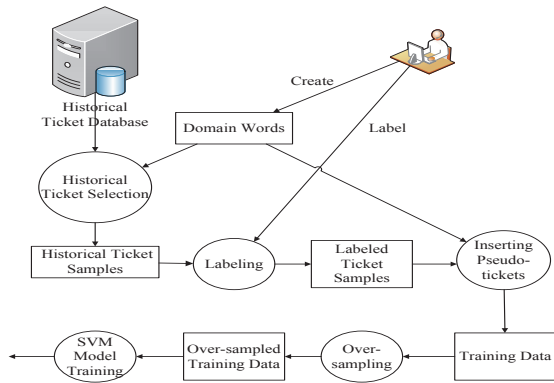 Historical
Ticket Database
Create
Label
Domain Words
Historical
Ticket Selection
Historical Ticket
Samples
Labeling
Labeled
Ticket
Samples
Inserting
Pseudo-
tickets
SVM
Model
Training
Over-sampled
Training Data
Over-
sampling
Training Data